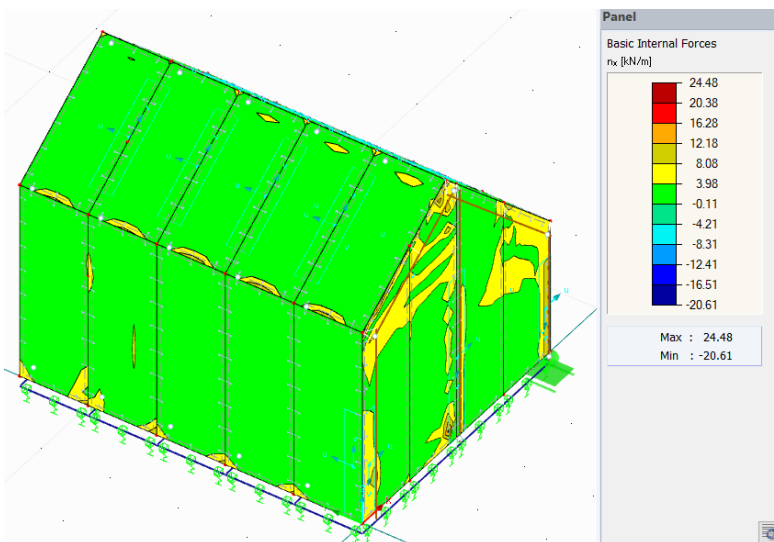 Panel
Basic Internal Forces
nx [kN/m]
24.48
20.38
16.28
12.18
8.08
3.98
-0.11
-4.21
-8.31
-12.41
-16.51
-20.61
Max : 24.48
Min : -20.61